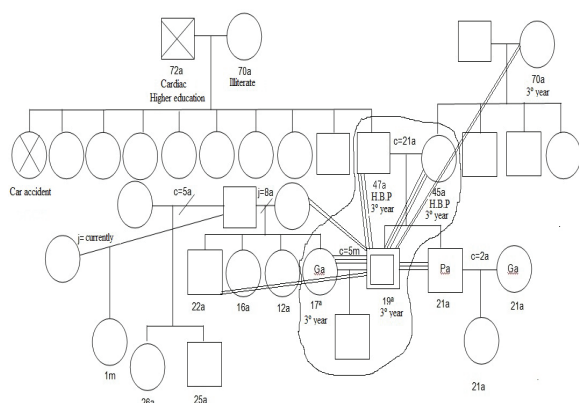 72a
Cardiac
Higher education
70a
Illiterate
70a
3º year
Car accident
c=21a
47a
H.B.P
3º year
45a
H.B.P
3º year
c=5a
j=8a
j= currently
c=5m
c=2a
Ga
Pa
Ga
22a
16a
12a
17ª
3º year
19ª
3º year
21a
21a
1m
26a
25a
21a